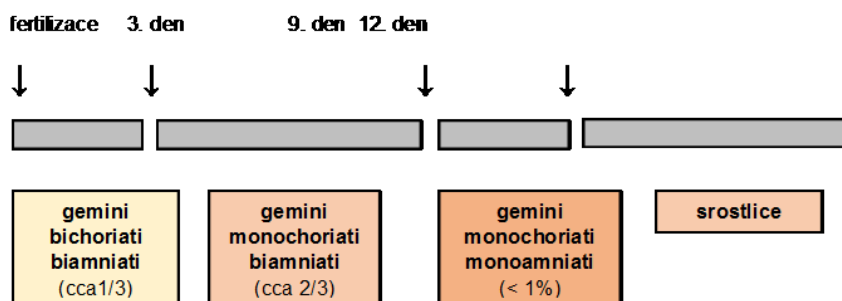 fertilizace 3. den 9. den 12. den
gemini
bichoriati
biamniati
(cca1/3)
gemini
monochoriati
biamniati
(cca 2/3)
gemini
monochoriati
monoamniati
(< 1%)
srostlice